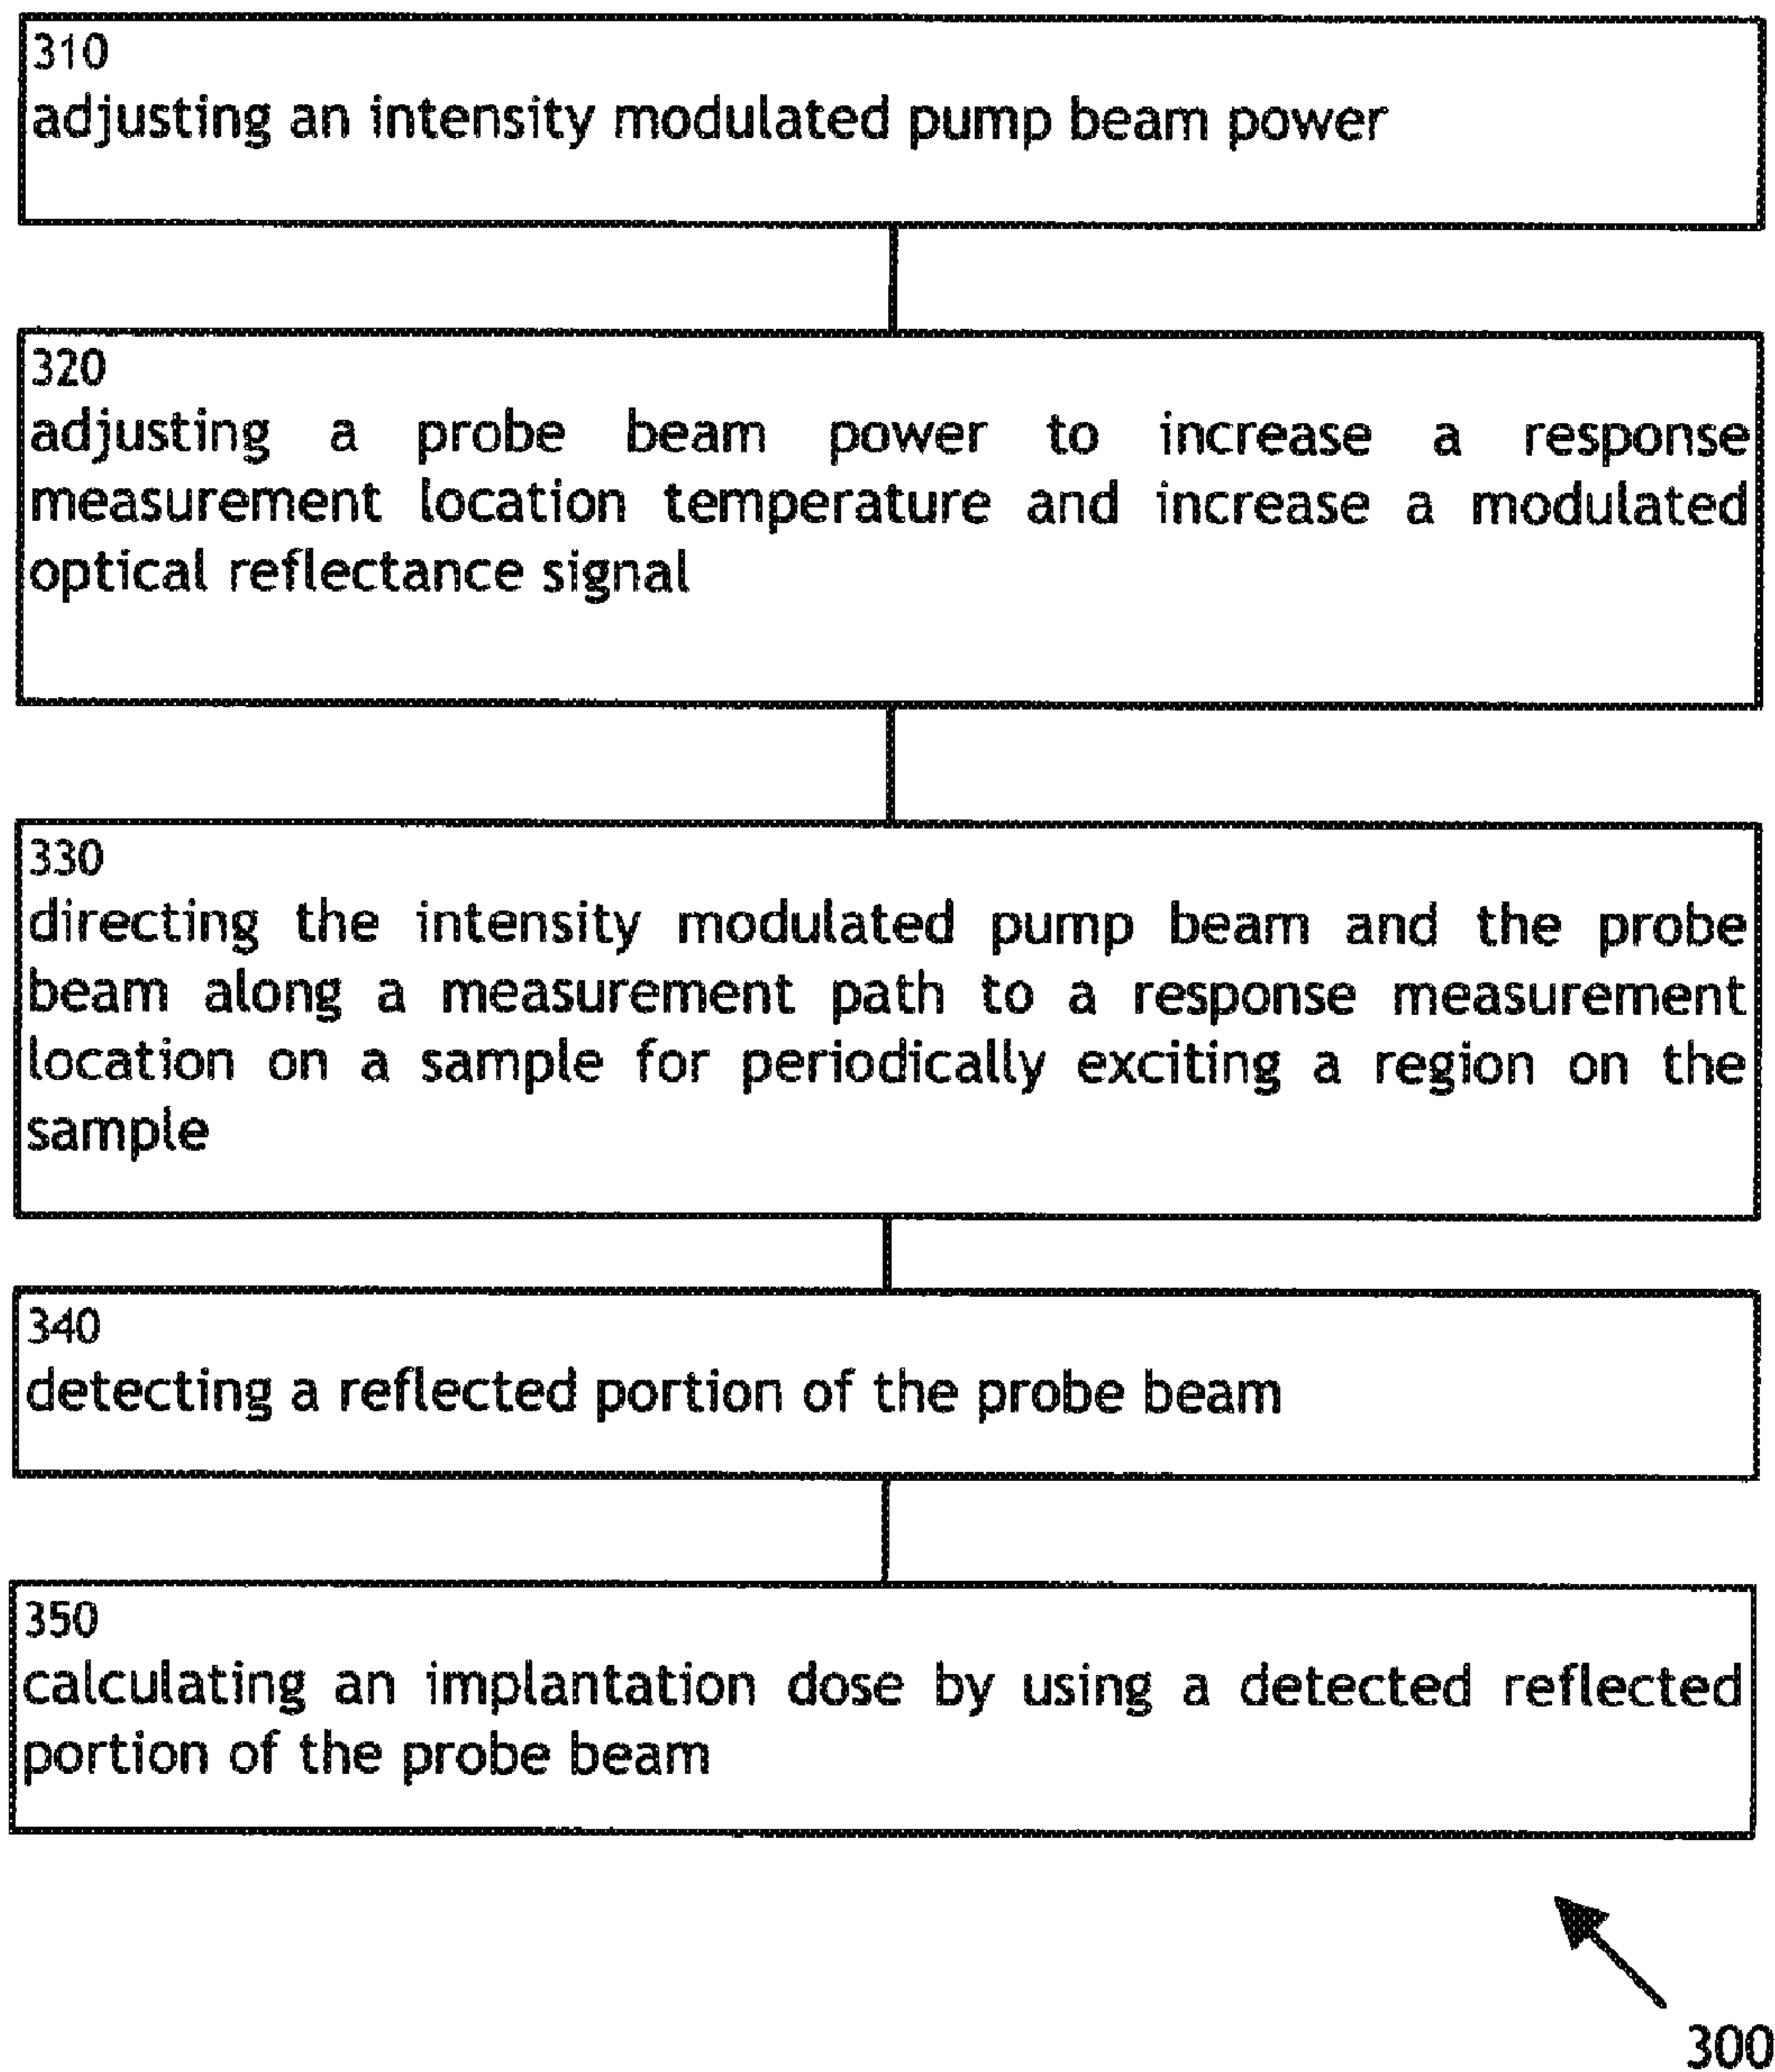 310
adjusting an intensity modulated pump beam power
320
adjusting a probe beam power to increase a response
measurement location temperature and increase a modulated
optical reflectance signal
330
directing the intensity modulated pump beam and the probe
beam along a measurement path to a response measurement
location on a sample for periodically exciting a region on the
sample
340
detecting a reflected portion of the probe beam
350
calculating an implantation dose by using a detected reflected
portion of the probe beam
300